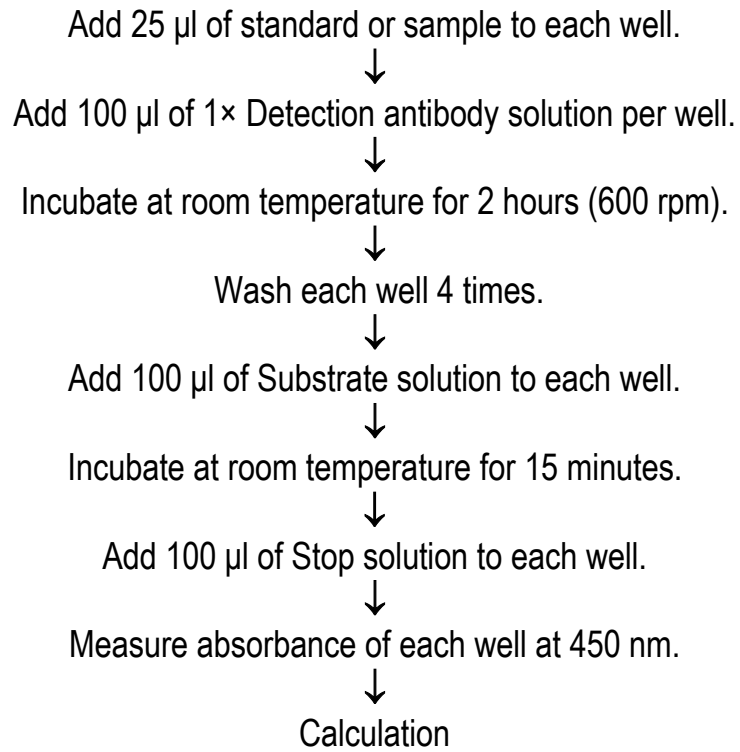 Add 25 µl of standard or sample to each well.
↓
Add 100 µl of 1× Detection antibody solution per well.
↓
Incubate at room temperature for 2 hours (600 rpm).
↓
Wash each well 4 times.
↓
Add 100 µl of Substrate solution to each well.
↓
Incubate at room temperature for 15 minutes.
↓
Add 100 µl of Stop solution to each well.
↓
Measure absorbance of each well at 450 nm.
↓
Calculation